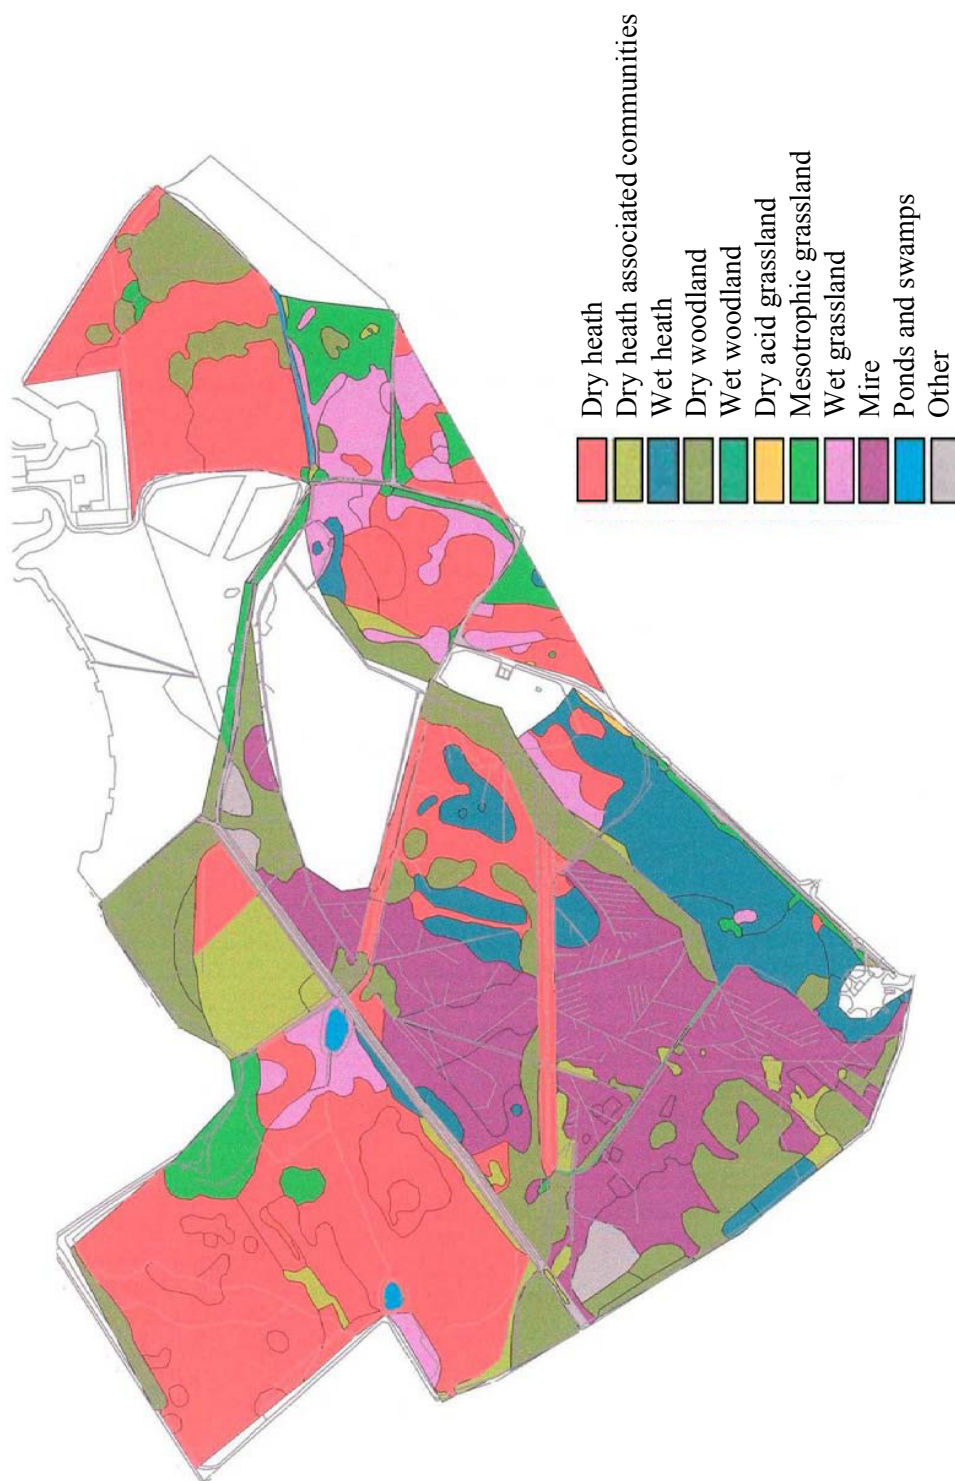 Dry heath
Dry heath associated communities
Wet heath
Dry woodland
Wet woodland
Dry acid grassland
Mesotrophic grassland
Wet grassland
Mire
Ponds and swamps
Other